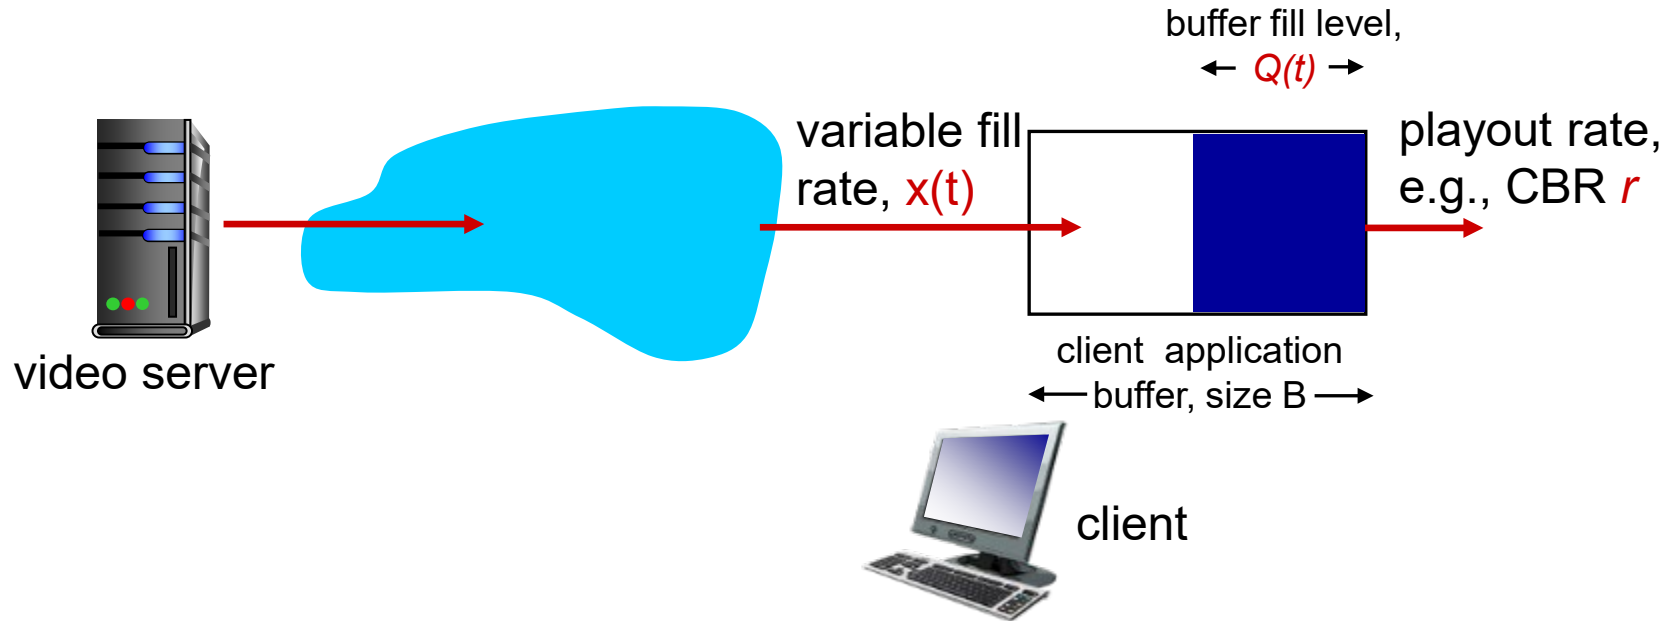 buffer fill level,
Q(t)
variable fill
rate, x(t)
playout rate,
e.g., CBR r
video server
client application
buffer, size B
client